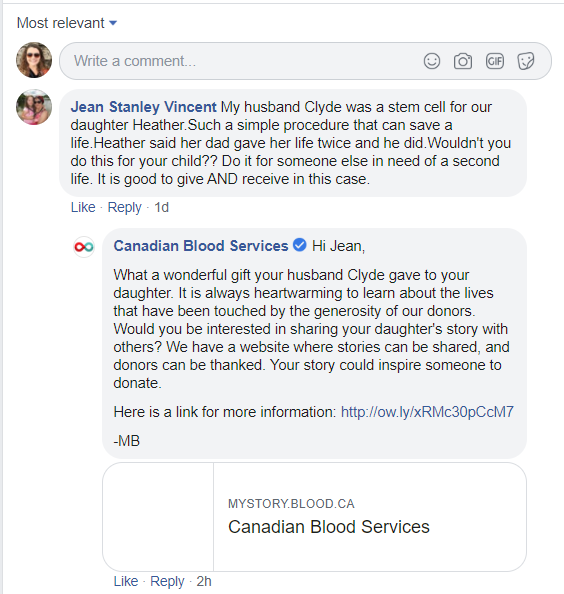 Most relevant
Write a comment...
GIF
Jean Stanley Vincent My husband Clyde was a stem cell for our
daughter Heather.Such a simple procedure that can save a
life.Heather said her dad gave her life twice and he did.Wouldn't you
do this for your child?? Do it for someone else in need of a second
life. It is good to give AND receive in this case.
Like · Reply · 1d
Canadian Blood Services Hi Jean,
What a wonderful gift your husband Clyde gave to your
daughter. It is always heartwarming to learn about the lives
that have been touched by the generosity of our donors.
Would you be interested in sharing your daughter's story with
others? We have a website where stories can be shared, and
donors can be thanked. Your story could inspire someone to
donate.
Here is a link for more information: http://ow.ly/xRMc30pCcM7
-MB
MYSTORY.BLOOD.CA
Canadian Blood Services
Like · Reply · 2h